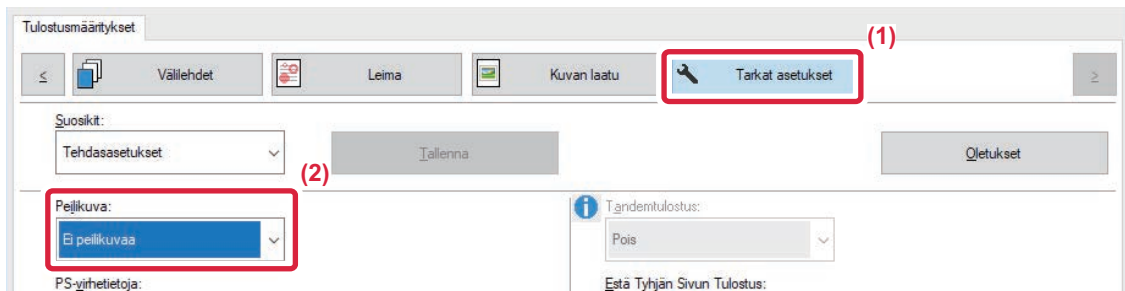 Tulostusmääritykset
(1)
< Välilehdet Leima Kuvan laatu Tarkat asetukset >
Suosikit:
Tehdasasetukset Tallenna Oletukset
(2)
Peilikuva: Tandemtulostus:
Ei peilikuvaa Pois
PS-virhetietoja: Estä Tyhjän Sivun Tulostus: